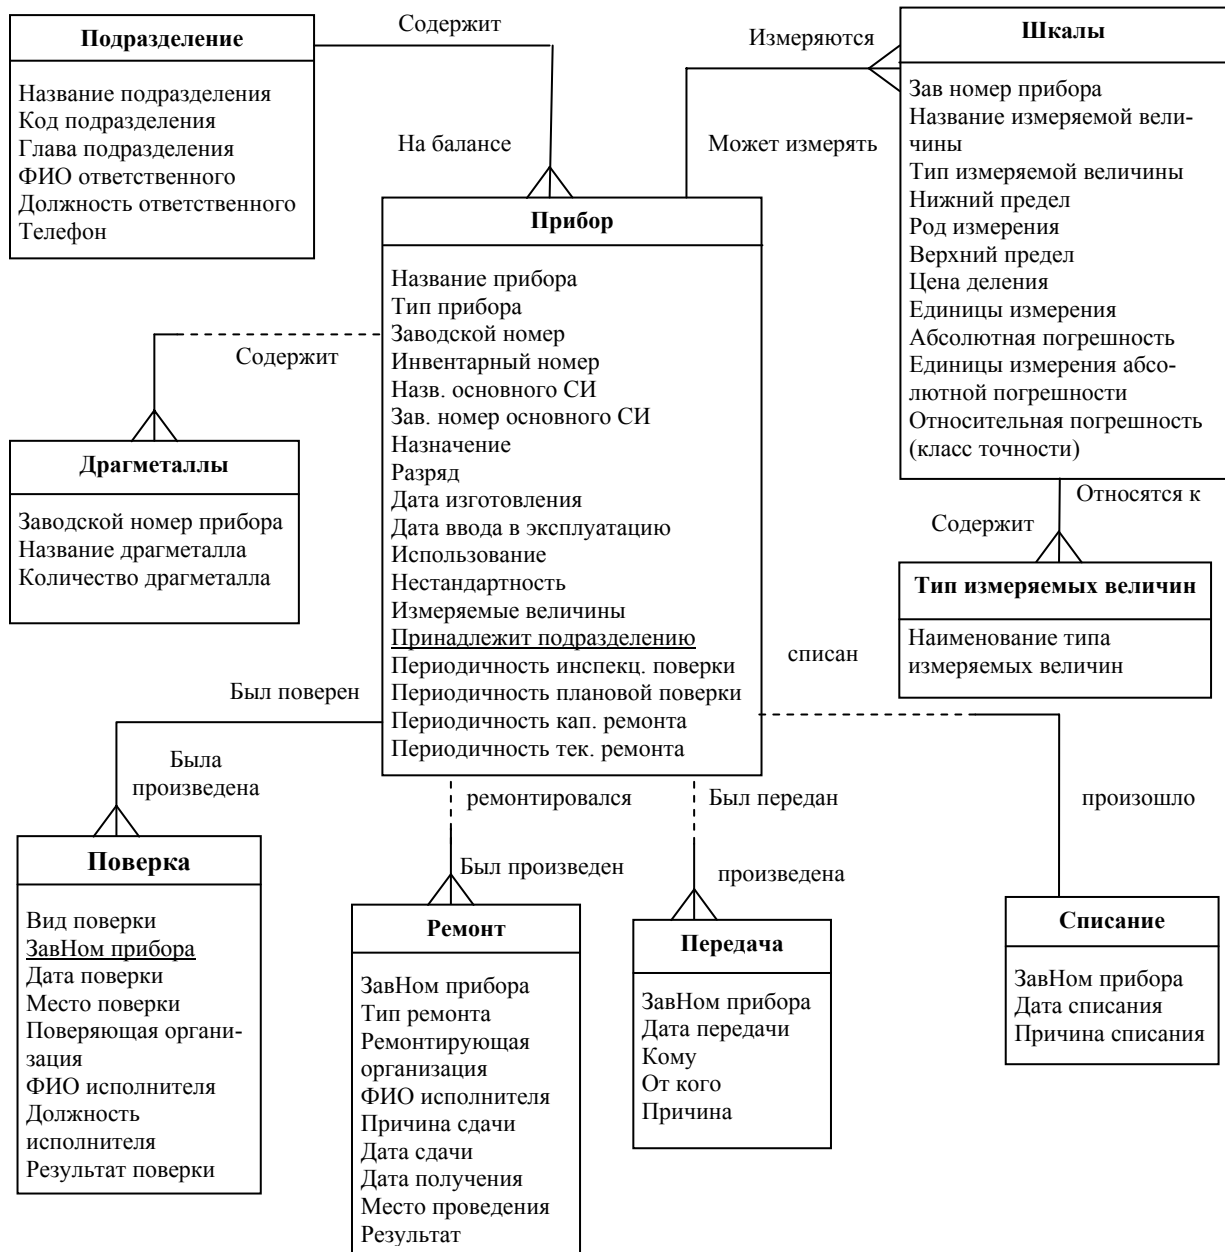 Содержит
Подразделение
Название подразделения
Код подразделения
Глава подразделения
ФИО ответственного
Должность ответственного
Телефон
На балансе
Измеряются
Может измерять
Шкалы
Зав номер прибора
Название измеряемой вели-
чины
Тип измеряемой величины
Нижний предел
Род измерения
Верхний предел
Цена деления
Единицы измерения
Абсолютная погрешность
Единицы измерения абсо-
лютной погрешности
Относительная погрешность
(класс точности)
Прибор
Название прибора
Тип прибора
Заводской номер
Инвентарный номер
Назв. основного СИ
Зав. номер основного СИ
Назначение
Разряд
Дата изготовления
Дата ввода в эксплуатацию
Использование
Нестандартность
Измеряемые величины
Принадлежит подразделению
Периодичность инспекц. поверки
Периодичность плановой поверки
Периодичность кап. ремонта
Периодичность тек. ремонта
Содержит
Драгметаллы
Заводской номер прибора
Название драгметалла
Количество драгметалла
Относятся к
Содержит
Тип измеряемых величин
Наименование типа
измеряемых величин
списан
Был поверен
Была
произведена
ремонтировался
Был передан
произошло
Был произведен
произведена
Поверка
Вид поверки
ЗавНом прибора
Дата поверки
Место поверки
Поверяющая органи-
зация
ФИО исполнителя
Должность
исполнителя
Результат поверки
Ремонт
ЗавНом прибора
Тип ремонта
Ремонтирующая
организация
ФИО исполнителя
Причина сдачи
Дата сдачи
Дата получения
Место проведения
Результат
Передача
ЗавНом прибора
Дата передачи
Кому
От кого
Причина
Списание
ЗавНом прибора
Дата списания
Причина списания